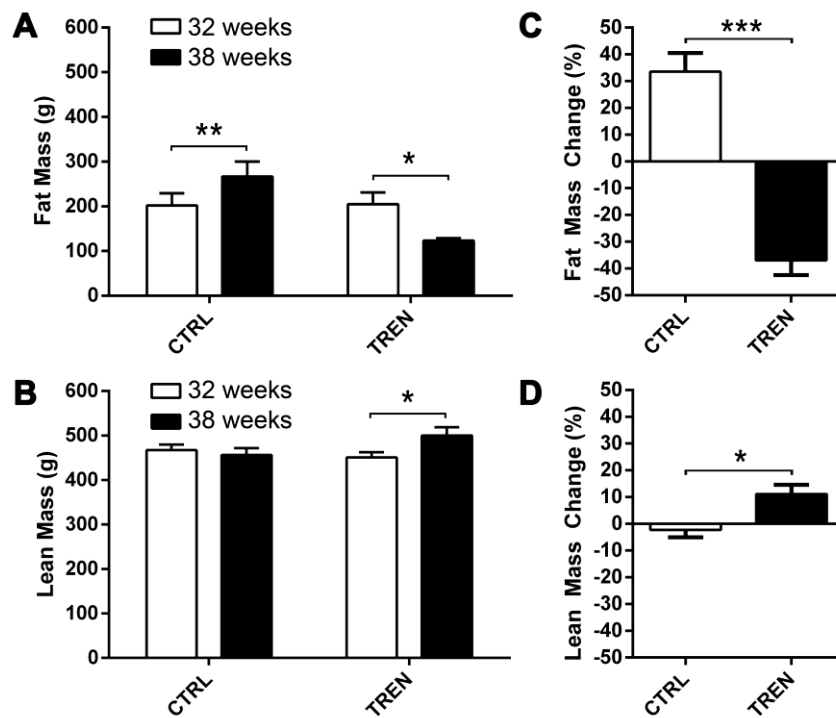 A
Fat Mass (g)
600
500
400
300
200
100
0
32 weeks
38 weeks
**
*
CTRL
TREN
C
Fat Mass Change (%)
50
40
30
20
10
0
-10
-20
-30
-40
-50
***
CTRL
TREN
B
Lean Mass (g)
600
500
400
300
200
100
0
32 weeks
38 weeks
*
CTRL
TREN
D
Lean Mass Change (%)
50
40
30
20
10
0
-10
-20
-30
-40
-50
*
CTRL
TREN